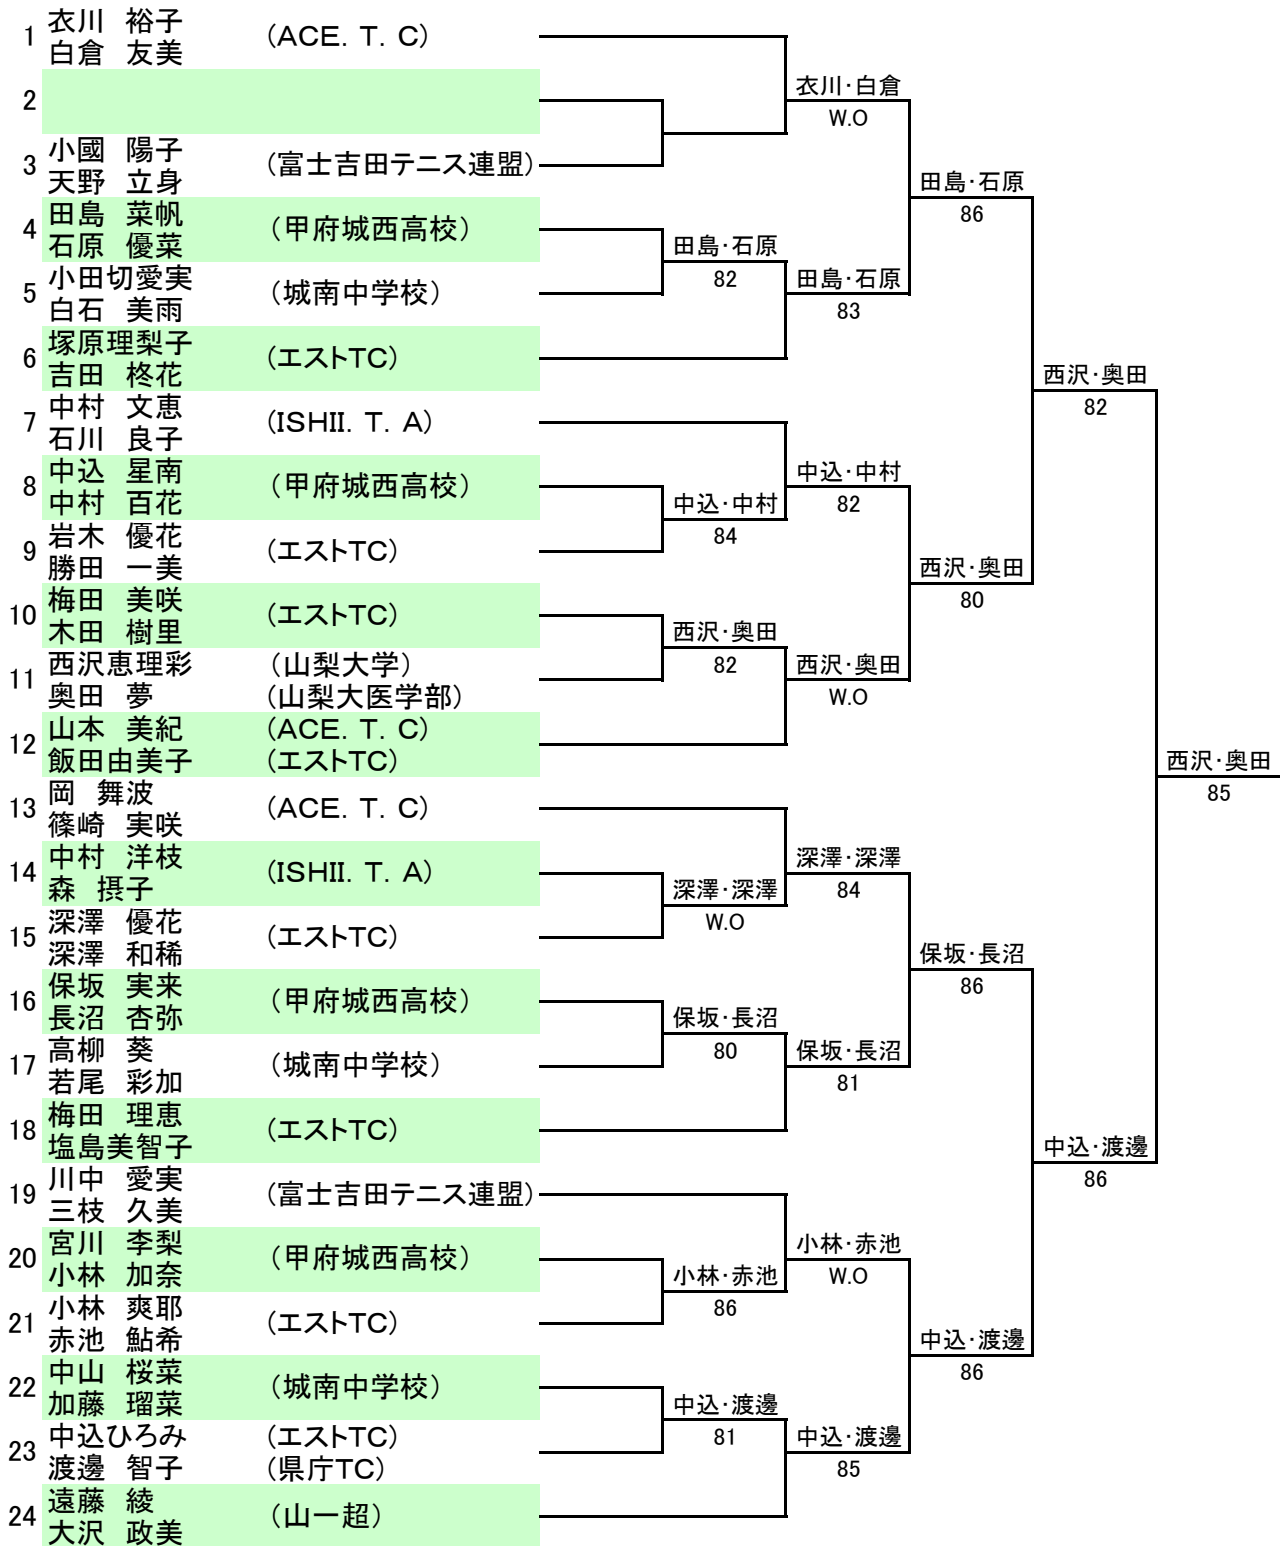 1 衣川 裕子 (ACE．T．C)
白倉 友美
2
3 小國 陽子 (富士吉田テニス連盟)
天野 立身
4 田島 菜帆 (甲府城西高校)
石原 優菜
5 小田切愛実 (城南中学校)
白石 美雨
6 塚原理梨子 (エストTC)
吉田 柊花
7 中村 文恵 (ISHII．T．A)
石川 良子
8 中込 星南 (甲府城西高校)
中村 百花
9 岩木 優花 (エストTC)
勝田 一美
10 梅田 美咲 (エストTC)
木田 樹里
11 西沢恵理彩 (山梨大学)
奥田 夢 (山梨大医学部)
12 山本 美紀 (ACE．T．C)
飯田由美子 (エストTC)
13 岡 舞波 (ACE．T．C)
篠崎 実咲
14 中村 洋枝 (ISHII．T．A)
森 摂子
15 深澤 優花 (エストTC)
深澤 和稀
16 保坂 実来 (甲府城西高校)
長沼 杏弥
17 高柳 葵 (城南中学校)
若尾 彩加
18 梅田 理恵 (エストTC)
塩島美智子
19 川中 愛実 (富士吉田テニス連盟)
三枝 久美
20 宮川 李梨 (甲府城西高校)
小林 加奈
21 小林 爽耶 (エストTC)
赤池 鮎希
22 中山 桜菜 (城南中学校)
加藤 瑠菜
23 中込ひろみ (エストTC)
渡邊 智子 (県庁TC)
24 遠藤 綾 (山一超)
大沢 政美
田島･石原
82
中込･中村
84
西沢･奥田
82
深澤･深澤
W.O
保坂･長沼
80
小林･赤池
86
中込･渡邊
81
衣川･白倉
W.O
田島･石原
83
中込･中村
82
西沢･奥田
W.O
深澤･深澤
84
保坂･長沼
81
小林･赤池
W.O
中込･渡邊
85
田島･石原
86
西沢･奥田
80
保坂･長沼
86
中込･渡邊
86
西沢･奥田
82
中込･渡邊
86
西沢･奥田
85